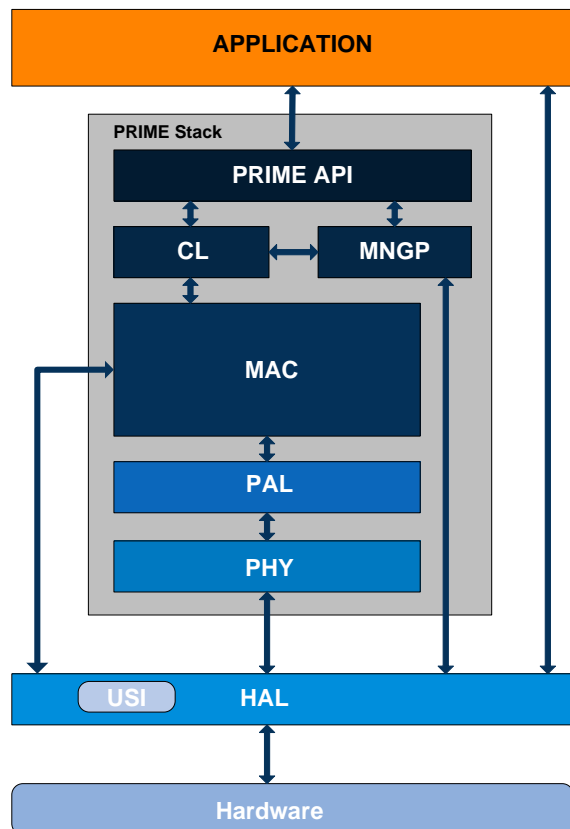 APPLICATION
PRIME Stack
PRIME API
CL
MNGP
MAC
PAL
PHY
USI
HAL
Hardware